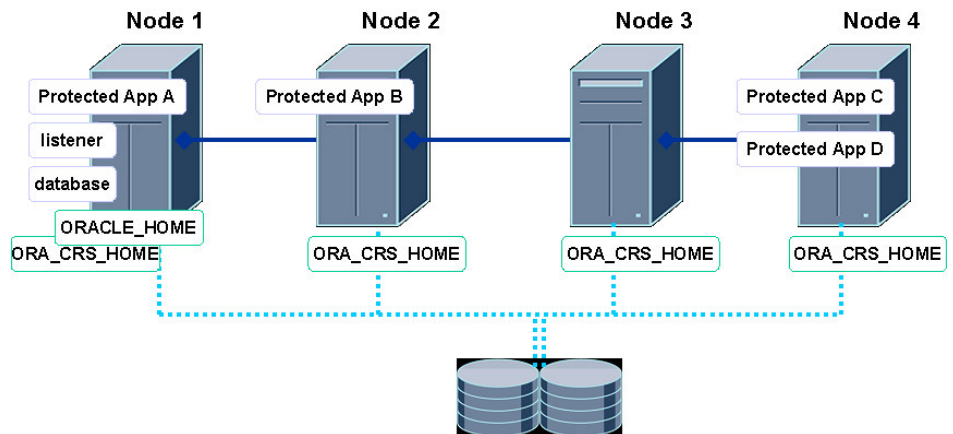 Node 1
Node 2
Node 3
Node 4
Protected App A
Protected App B
Protected App C
listener
Protected App D
database
ORACLE_HOME
ORA_CRS_HOME
ORA_CRS_HOME
ORA_CRS_HOME
ORA_CRS_HOME